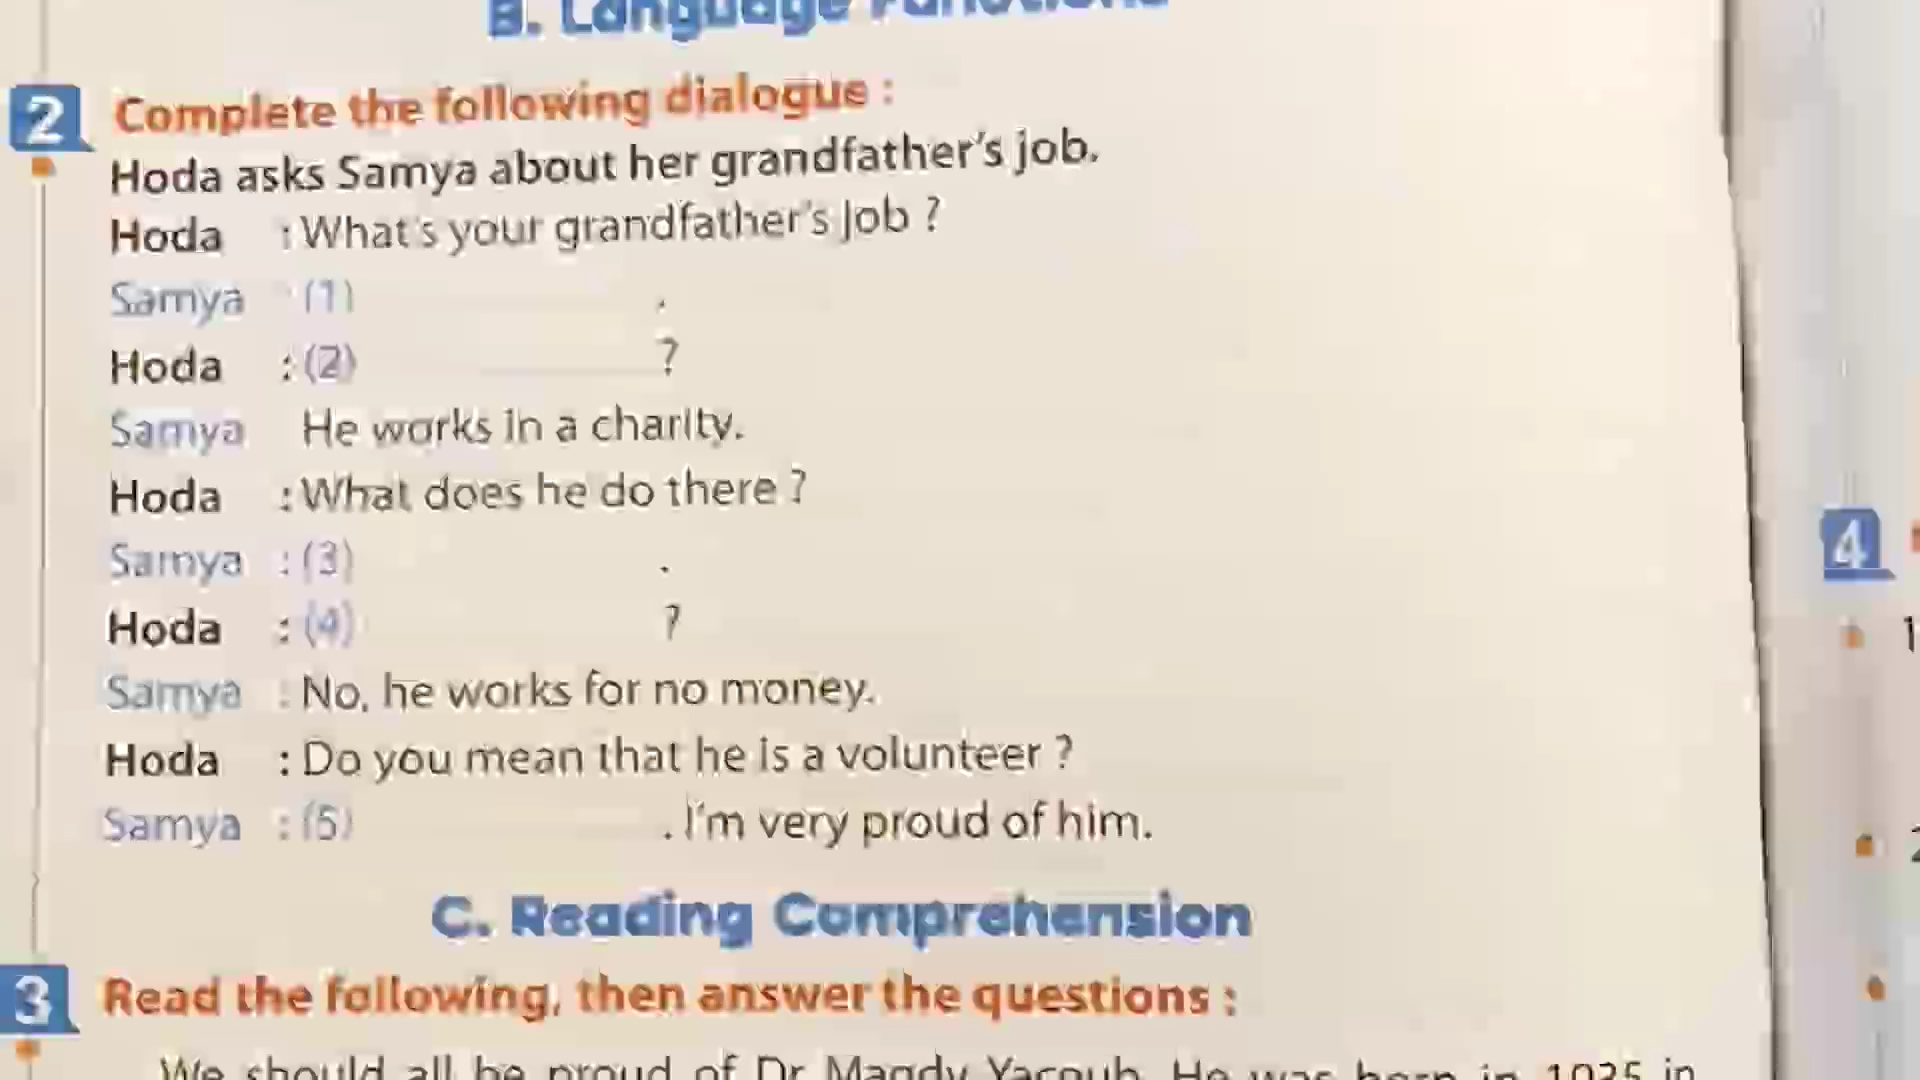 B. Language Functions
2 Complete the following dialogue :
Hoda asks Samya about her grandfather's job.
Hoda : What's your grandfather's job ?
Samya (1) .
Hoda : (2) ?
Samya He works in a charity.
Hoda : What does he do there ?
Samya : (3) .
Hoda : (4) ?
Samya : No, he works for no money.
Hoda : Do you mean that he is a volunteer ?
Samya : (5) . I'm very proud of him.
C. Reading Comprehension
3 Read the following, then answer the questions :
We should all be proud of Dr Magdy Yacoub. He was born in 1935 in
4
1
2